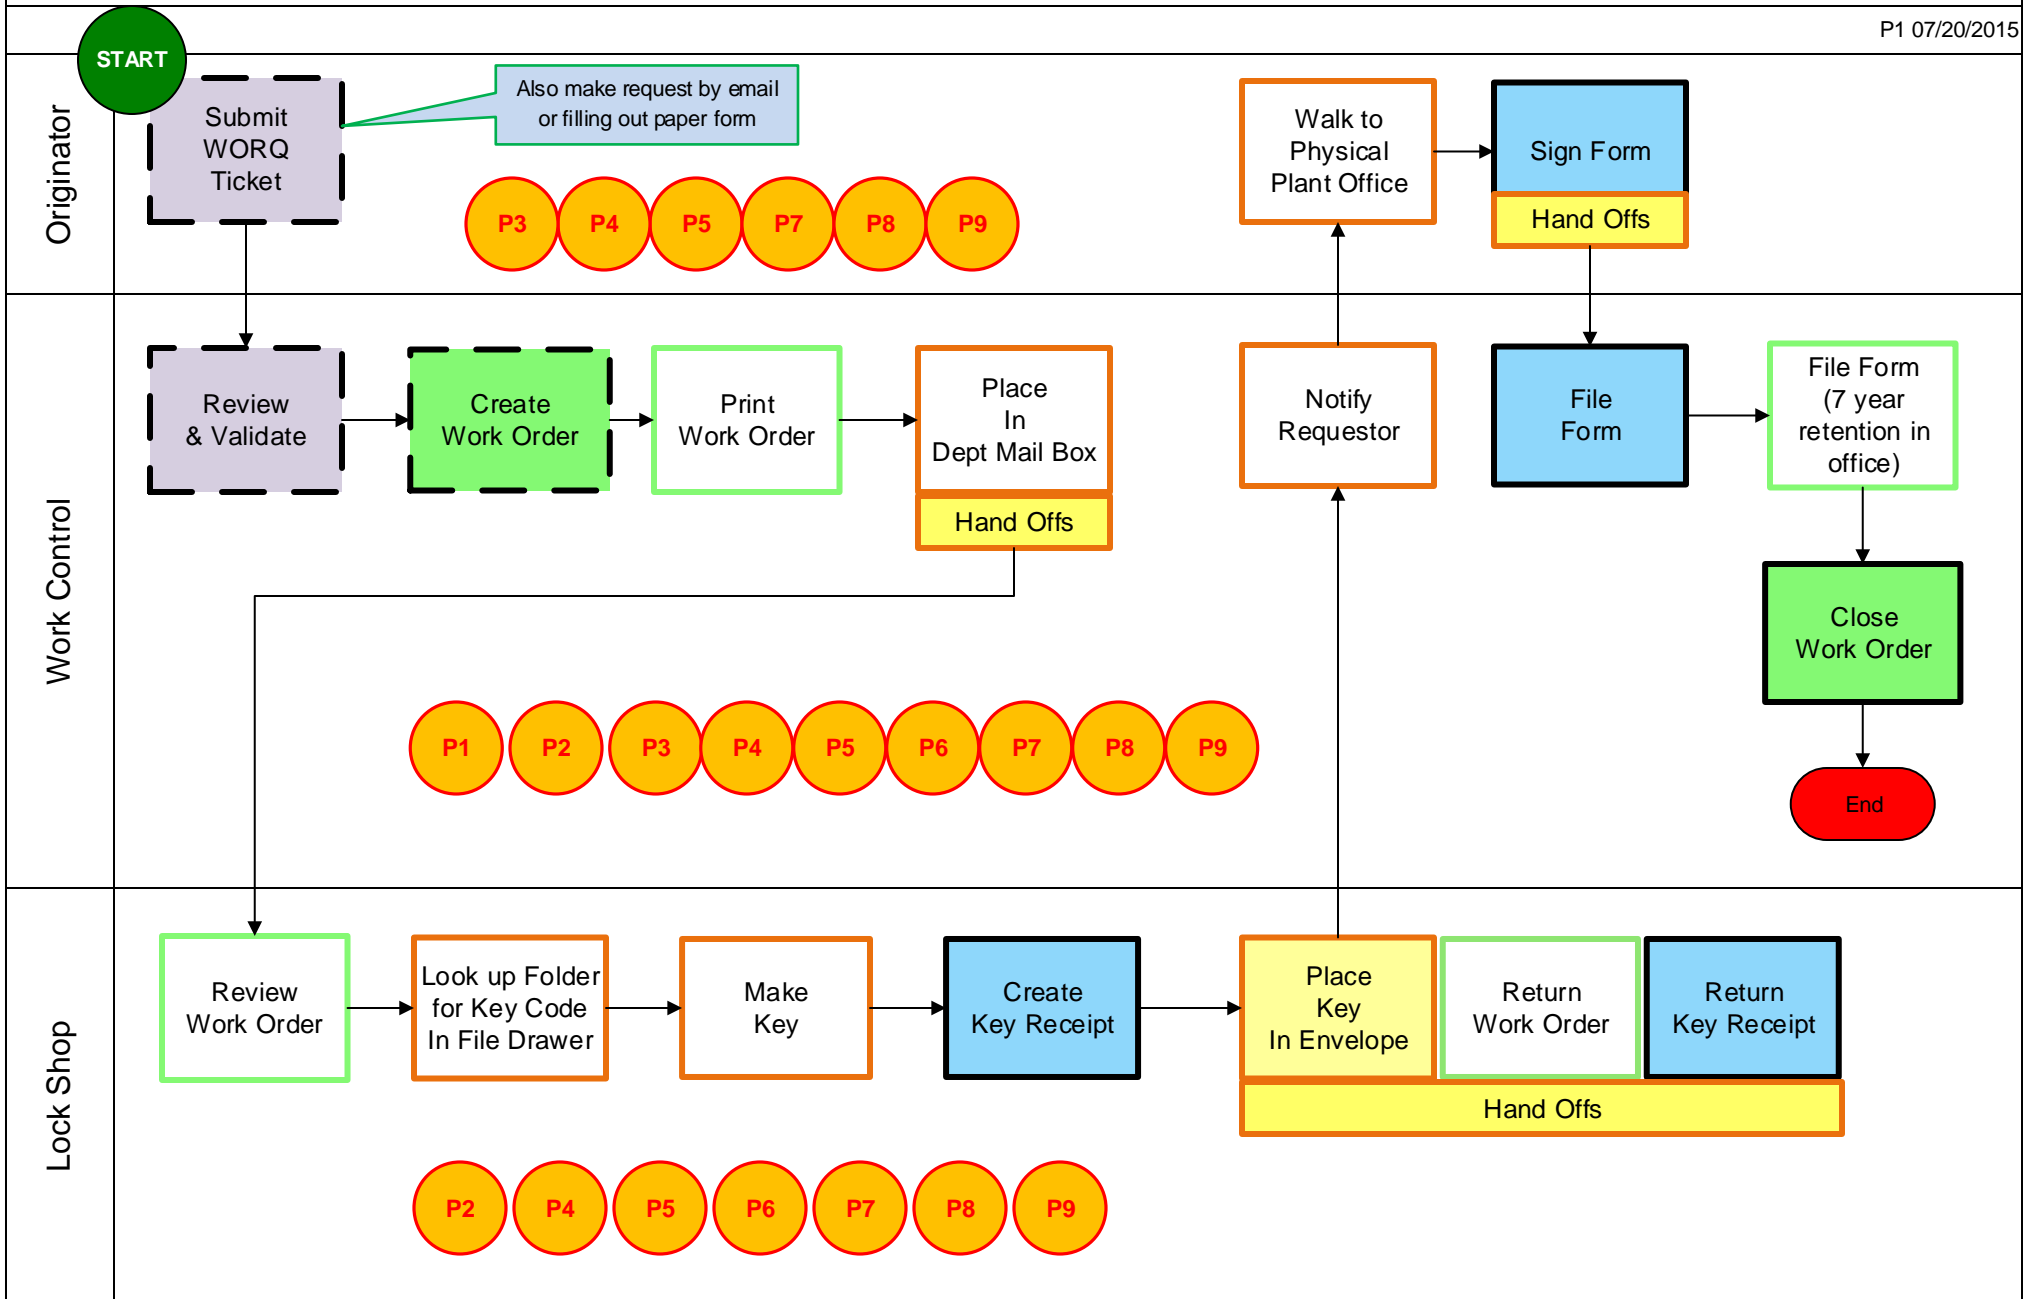 P1 07/20/2015
START
Originator
Submit
WORQ
Ticket
Also make request by email
or filling out paper form
P3 P4 P5 P7 P8 P9
Walk to
Physical
Plant Office
Sign Form
Hand Offs
Work Control
Review
& Validate
Create
Work Order
Print
Work Order
Place
In
Dept Mail Box
Hand Offs
Notify
Requestor
File
Form
File Form
(7 year
retention in
office)
Close
Work Order
P1 P2 P3 P4 P5 P6 P7 P8 P9
End
Lock Shop
Review
Work Order
Look up Folder
for Key Code
In File Drawer
Make
Key
Create
Key Receipt
Place
Key
In Envelope
Return
Work Order
Return
Key Receipt
Hand Offs
P2 P4 P5 P6 P7 P8 P9